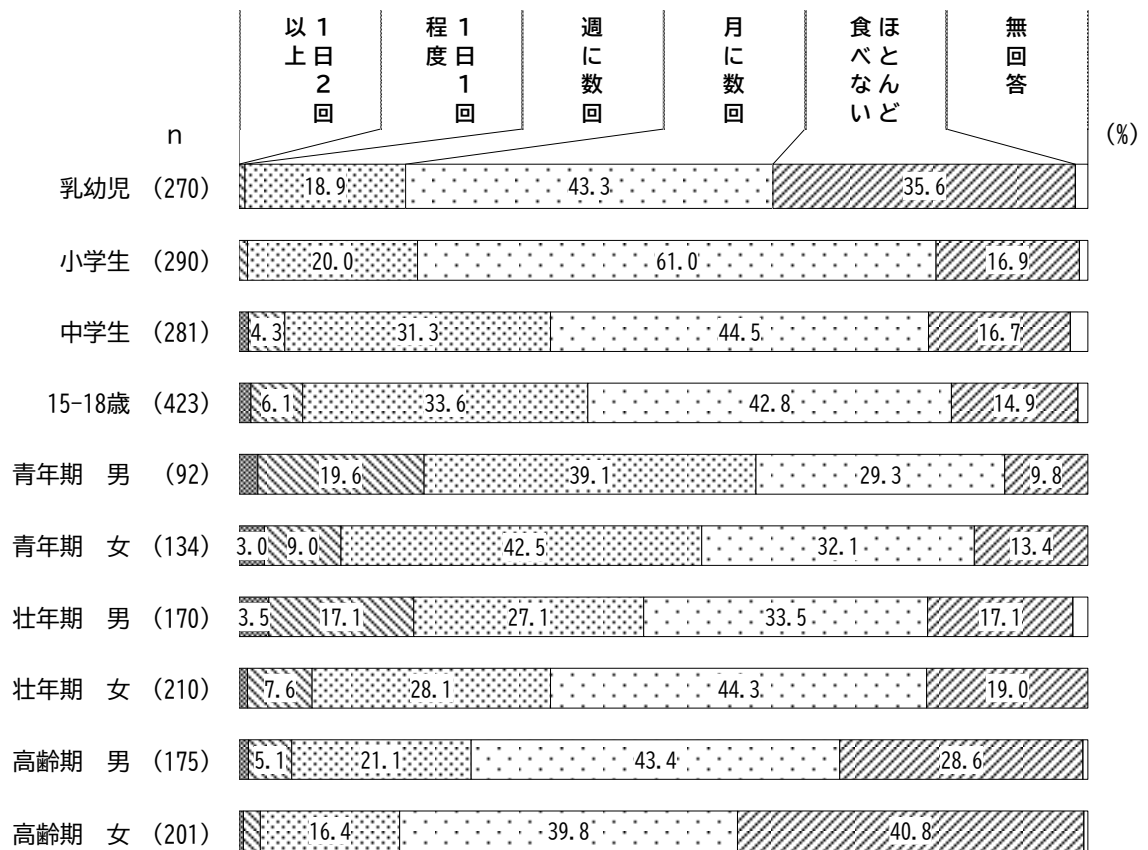 1日2回以上
1日1回程度
週に数回
月に数回
ほとんど食べない
無回答
n
(%)
乳幼児 (270) 18.9 43.3 35.6
小学生 (290) 20.0 61.0 16.9
中学生 (281) 4.3 31.3 44.5 16.7
15-18歳 (423) 6.1 33.6 42.8 14.9
青年期 男 (92) 19.6 39.1 29.3 9.8
青年期 女 (134) 3.0 9.0 42.5 32.1 13.4
壮年期 男 (170) 3.5 17.1 27.1 33.5 17.1
壮年期 女 (210) 7.6 28.1 44.3 19.0
高齢期 男 (175) 5.1 21.1 43.4 28.6
高齢期 女 (201) 16.4 39.8 40.8